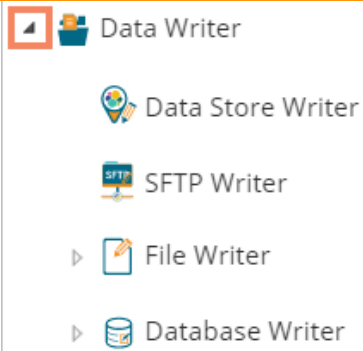 Data Writer
Data Store Writer
SFTP
SFTP Writer
File Writer
Database Writer